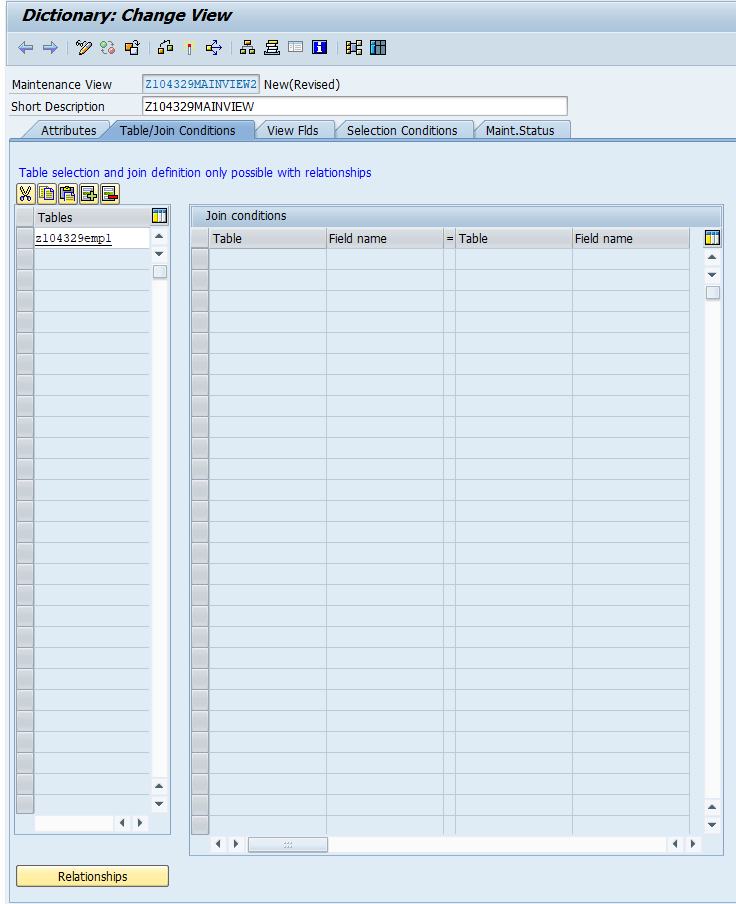 Dictionary: Change View
Maintenance View Z104329MAINVIEW2 New(Revised)
Short Description Z104329MAINVIEW
Attributes Table/Join Conditions View Flds Selection Conditions Maint.Status
Table selection and join definition only possible with relationships
Tables
z104329empl
Join conditions
Table Field name = Table Field name
Relationships